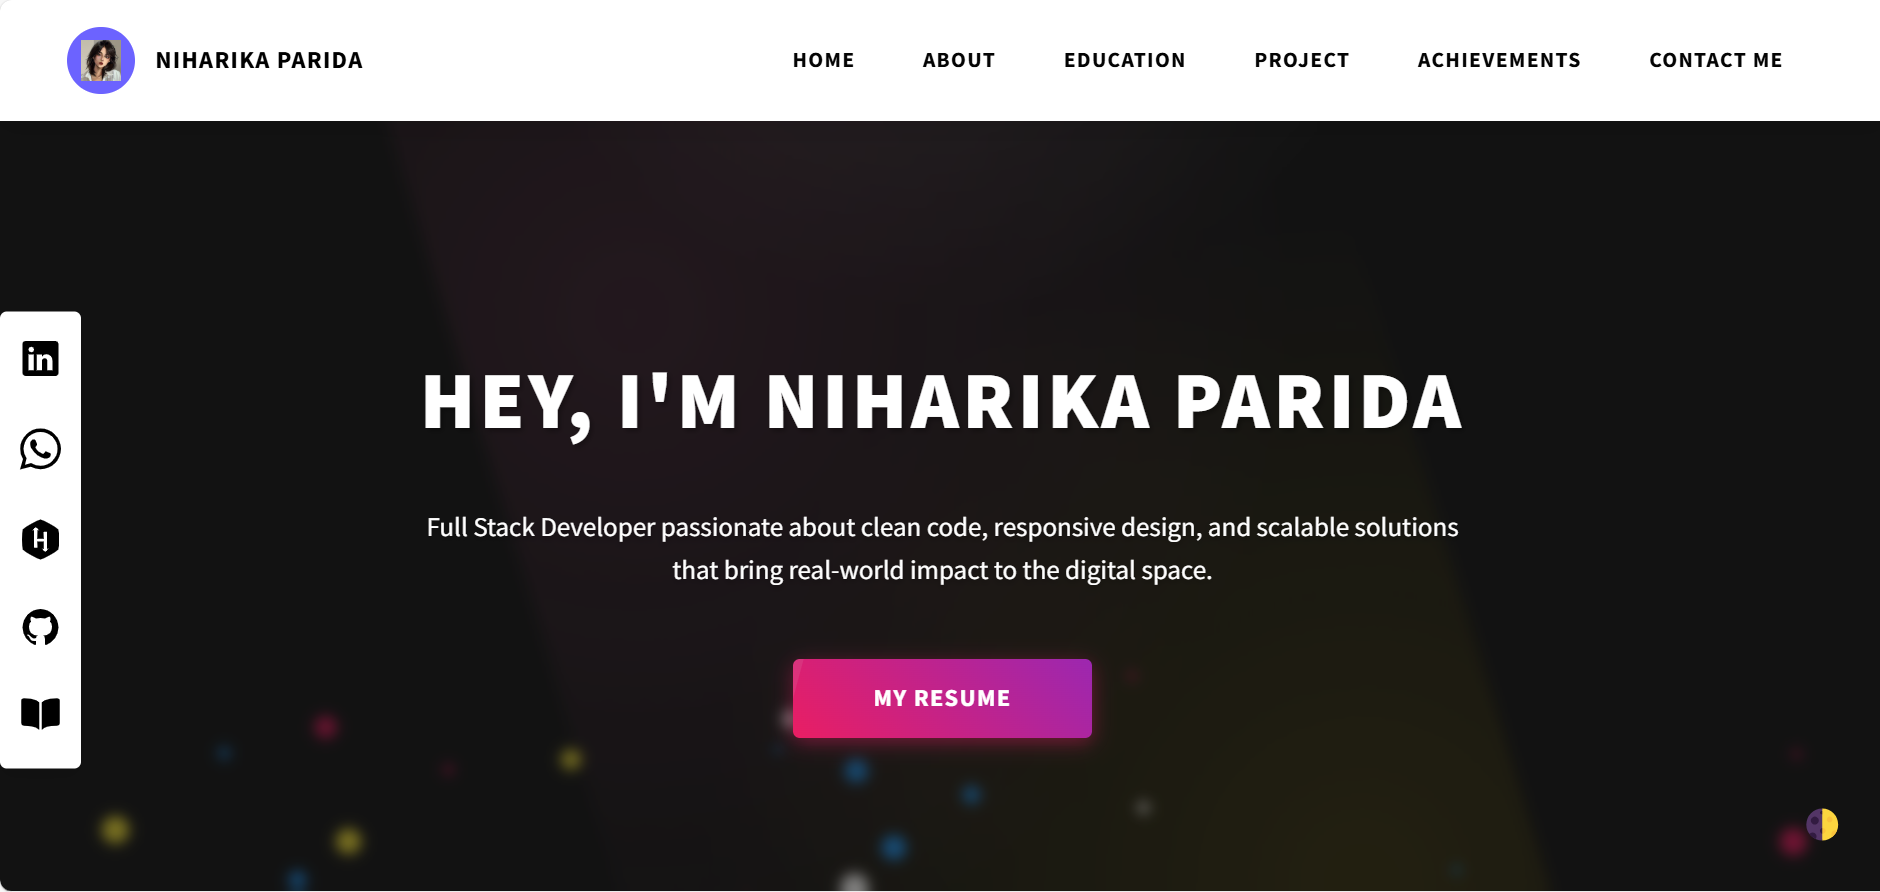 NIHARIKA PARIDA
HOME
ABOUT
EDUCATION
PROJECT
ACHIEVEMENTS
CONTACT ME
HEY, I'M NIHARIKA PARIDA
Full Stack Developer passionate about clean code, responsive design, and scalable solutions
that bring real-world impact to the digital space.
MY RESUME